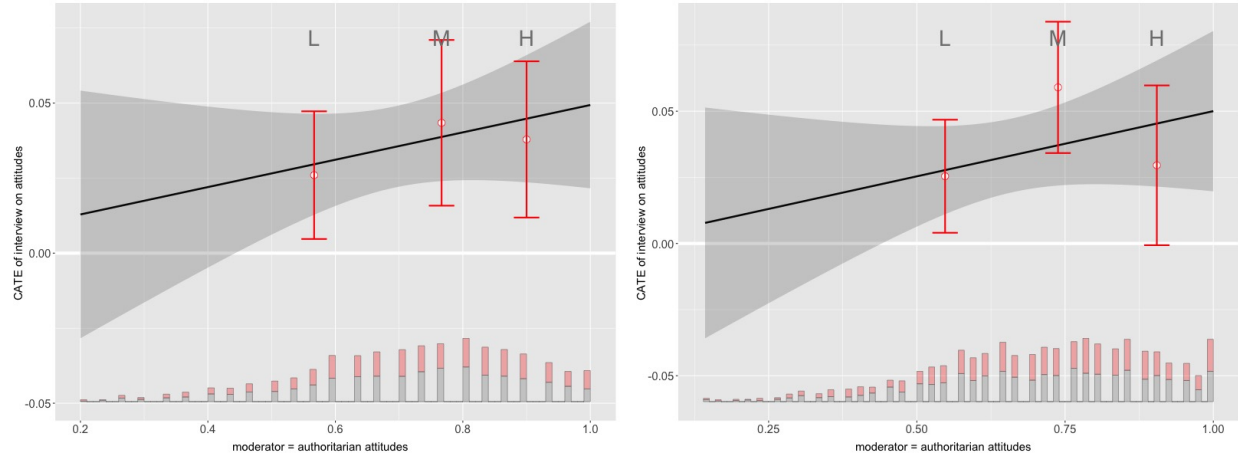 L M H
0.05
0.00
-0.05
CATE of interview on attitudes
0.2 0.4 0.6 0.8 1.0
moderator = authoritarian attitudes
L M H
0.05
0.00
-0.05
CATE of interview on attitudes
0.25 0.50 0.75 1.00
moderator = authoritarian attitudes